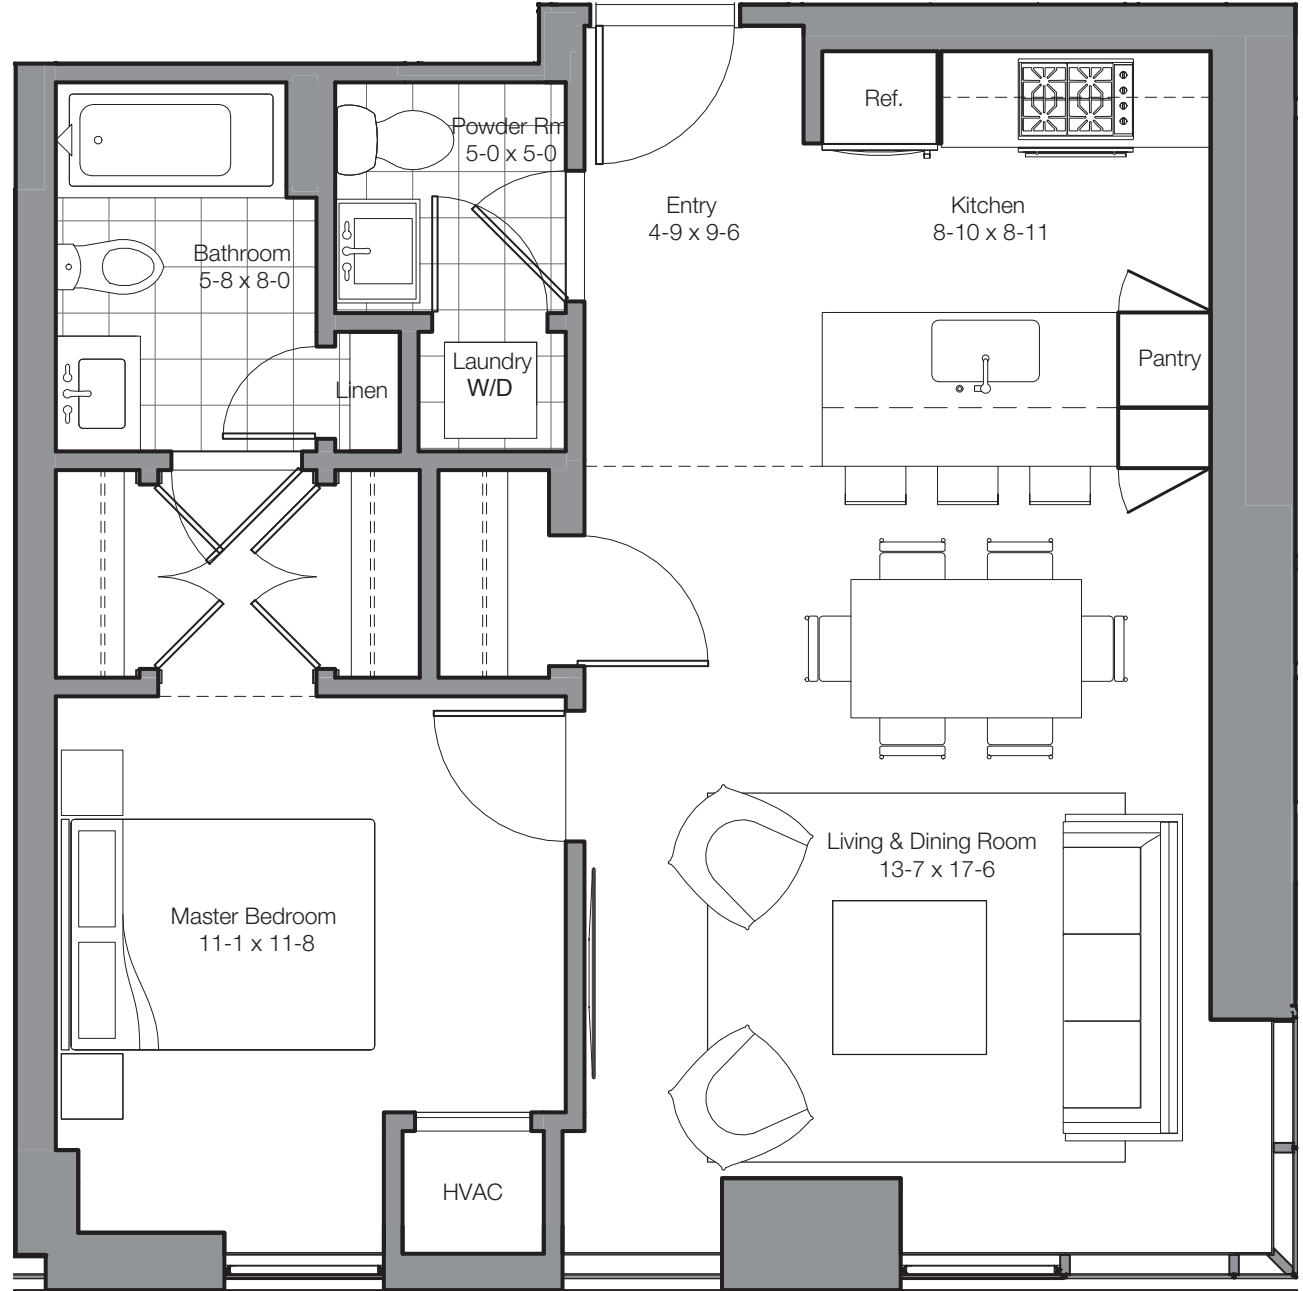 Ref.
Powder Rm
5-0 x 5-0
Entry
4-9 x 9-6
Kitchen
8-10 x 8-11
Bathroom
5-8 x 8-0
Linen
Laundry
W/D
Pantry
Living & Dining Room
13-7 x 17-6
Master Bedroom
11-1 x 11-8
HVAC